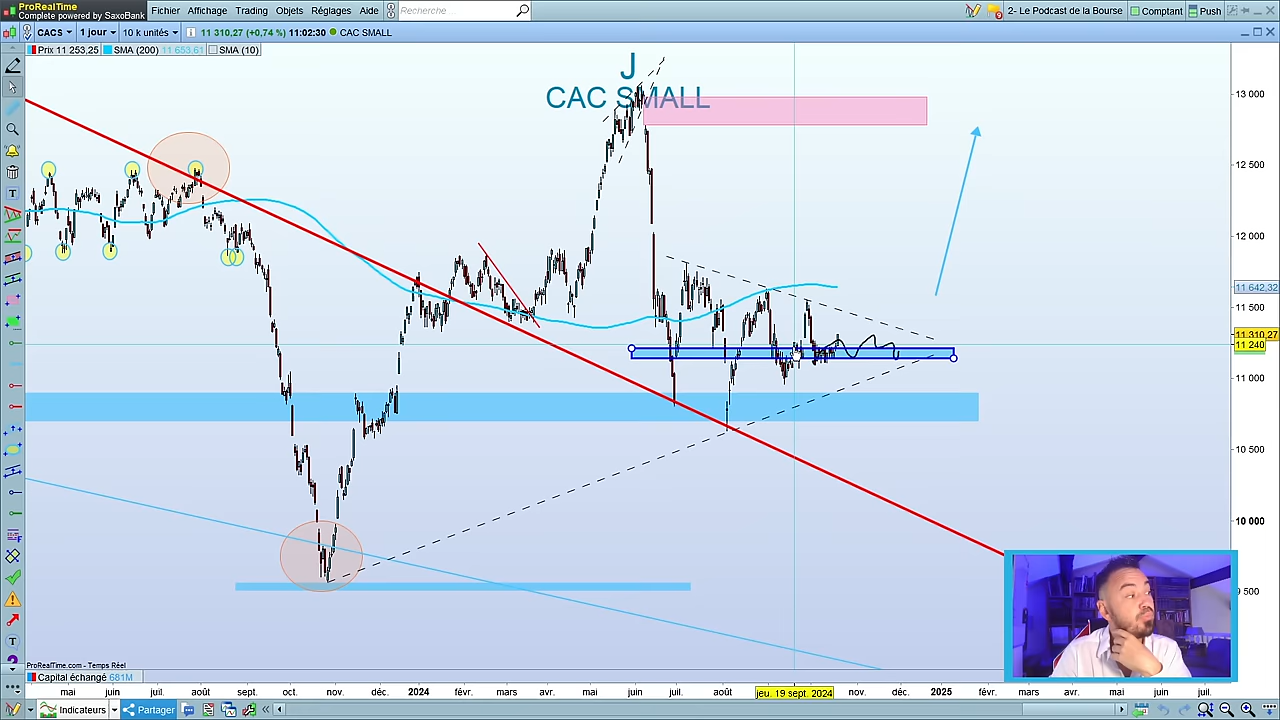 ProRealTime
Complete powered by SaxoBank
Fichier Affichage Trading Objets Réglages Aide Recherche... 2- Le Podcast de la Bourse Comptant Push
CACS 1 jour 10 k unités 11 310,27 (+0,74 %) 11:02:30 CAC SMALL
Prix 11 253,25 SMA (200) 11 653,61 SMA (10)
J
CAC SMALL
13 000
12 500
12 000
11 642,32
11 500
11 310,27
11 240
11 000
10 500
10 000
9 500
ProRealTime.com - Temps Réel
Capital échangé 681M
mai juin juil. août sept. oct. nov. déc. 2024 févr. mars avr. mai juin juil. août jeu. 19 sept. 2024 nov. déc. 2025 févr. mars avr. mai juin juil.
Indicateurs Partager